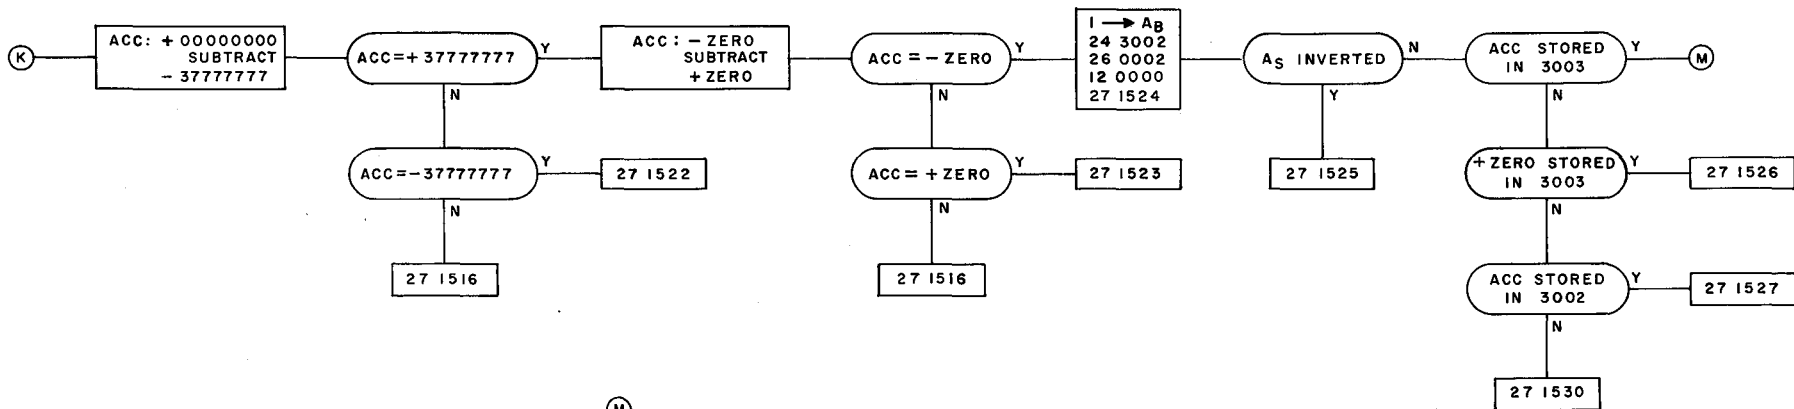 K
ACC: + 00000000
SUBTRACT
- 37777777
ACC=+37777777
Y
N
ACC=-37777777
Y
N
27 1522
27 1516
ACC: - ZERO
SUBTRACT
+ ZERO
ACC = - ZERO
Y
N
ACC = + ZERO
Y
N
27 1523
27 1516
1 → AB
24 3002
26 0002
12 0000
27 1524
AS INVERTED
N
Y
27 1525
ACC STORED
IN 3003
Y
M
N
+ ZERO STORED
IN 3003
Y
27 1526
N
ACC STORED
IN 3002
Y
27 1527
N
27 1530
M